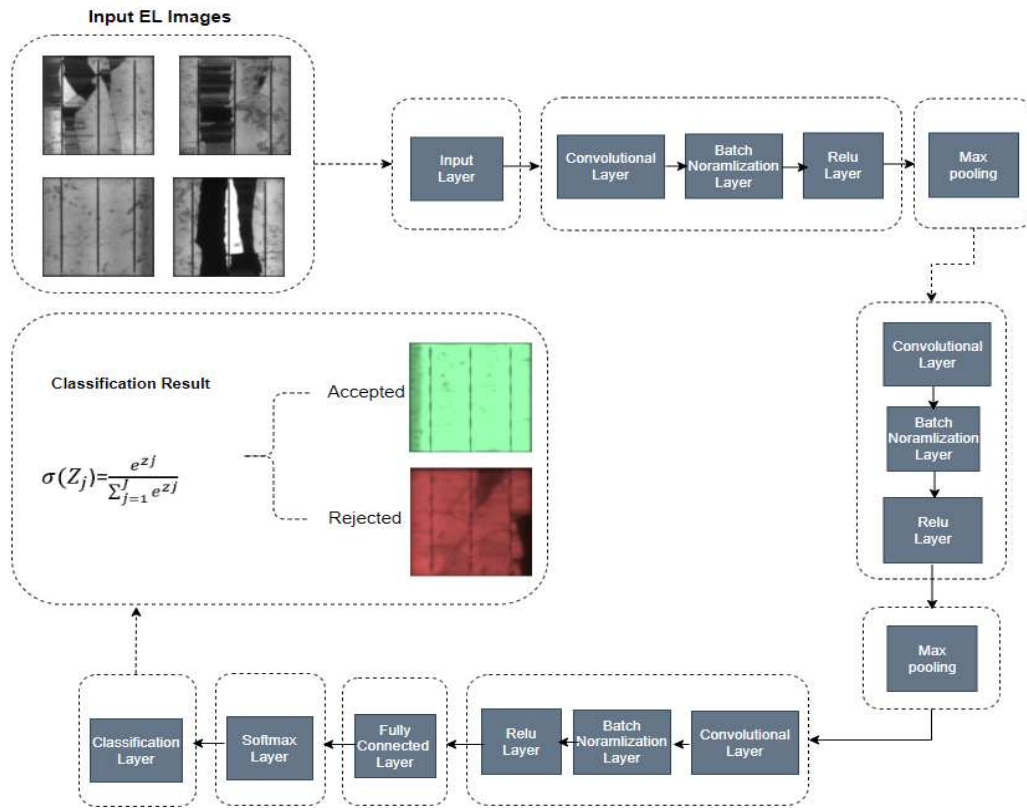 Input EL Images
Input
Layer
Convolutional
Layer
Batch
Noramlization
Layer
Relu
Layer
Max
pooling
Convolutional
Layer
Batch
Noramlization
Layer
Relu
Layer
Max
pooling
Convolutional
Layer
Batch
Noramlization
Layer
Relu
Layer
Fully
Connected
Layer
Softmax
Layer
Classification
Layer
Classification Result
σ(Z_j)=e^{zj}/∑_{j=1}^{J} e^{zj}
Accepted
Rejected